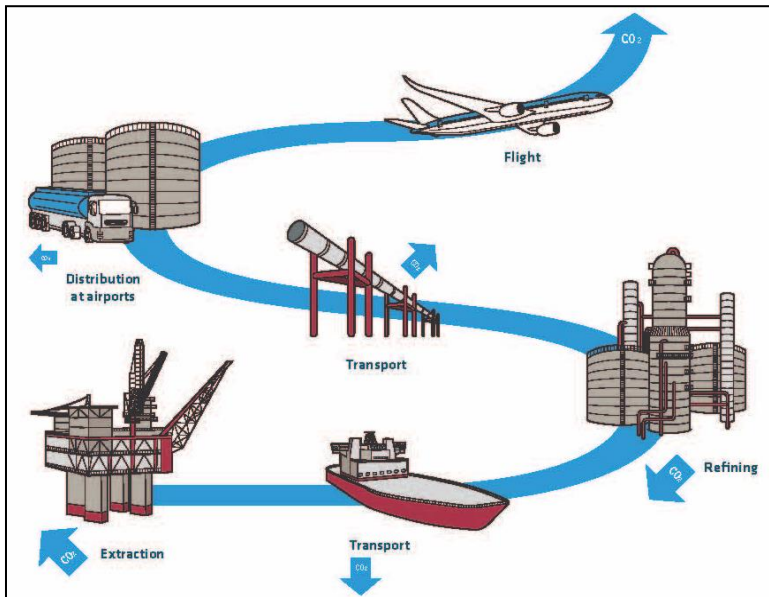 CO₂
Flight
CO₂
CO₂
Distribution
at airports
Transport
CO₂
Refining
CO₂
Extraction
Transport
CO₂